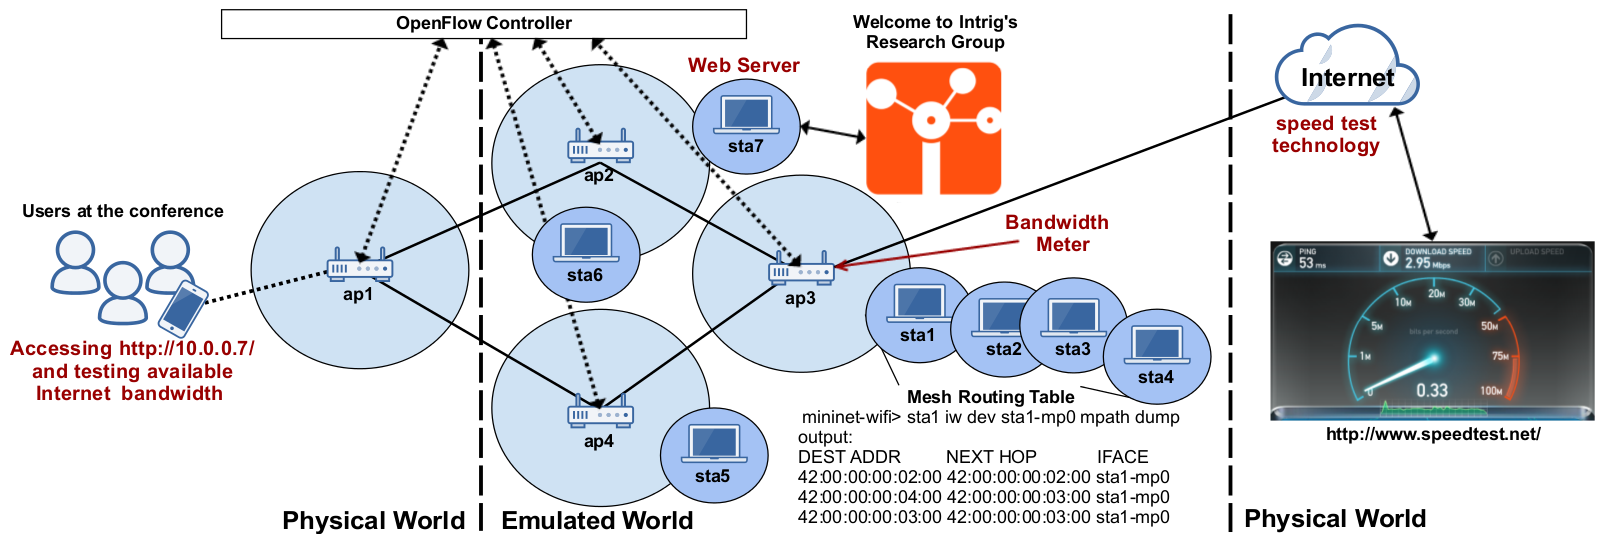 OpenFlow Controller
Welcome to Intrig's
Research Group
Web Server
sta7
Internet
speed test
technology
ap2
Users at the conference
Bandwidth
Meter
sta6
ap1
ap3
PING
53 ms
DOWNLOAD SPEED
2.95 Mbps
UPLOAD SPEED
0
1M
5M
10M
20M
30M
50M
75M
100M
bits per second
0.33
http://www.speedtest.net/
sta1
sta2
sta3
sta4
Accessing http://10.0.0.7/
and testing available
Internet bandwidth
ap4
sta5
Mesh Routing Table
mininet-wifi> sta1 iw dev sta1-mp0 mpath dump
output:
DEST ADDR NEXT HOP IFACE
42:00:00:00:02:00 42:00:00:00:02:00 sta1-mp0
42:00:00:00:04:00 42:00:00:00:03:00 sta1-mp0
42:00:00:00:03:00 42:00:00:00:03:00 sta1-mp0
Physical World
Emulated World
Physical World